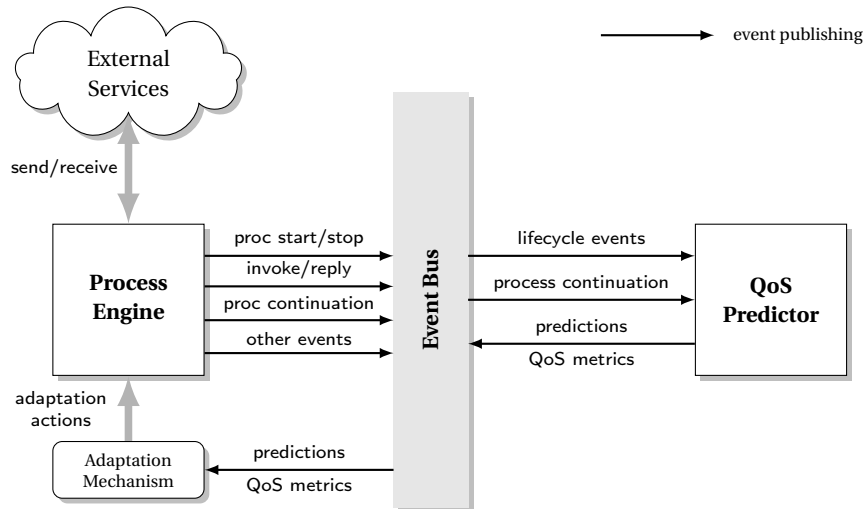 External
Services
event publishing
send/receive
Process
Engine
proc start/stop
invoke/reply
proc continuation
other events
Event Bus
lifecycle events
process continuation
predictions
QoS metrics
QoS
Predictor
adaptation
actions
Adaptation
Mechanism
predictions
QoS metrics